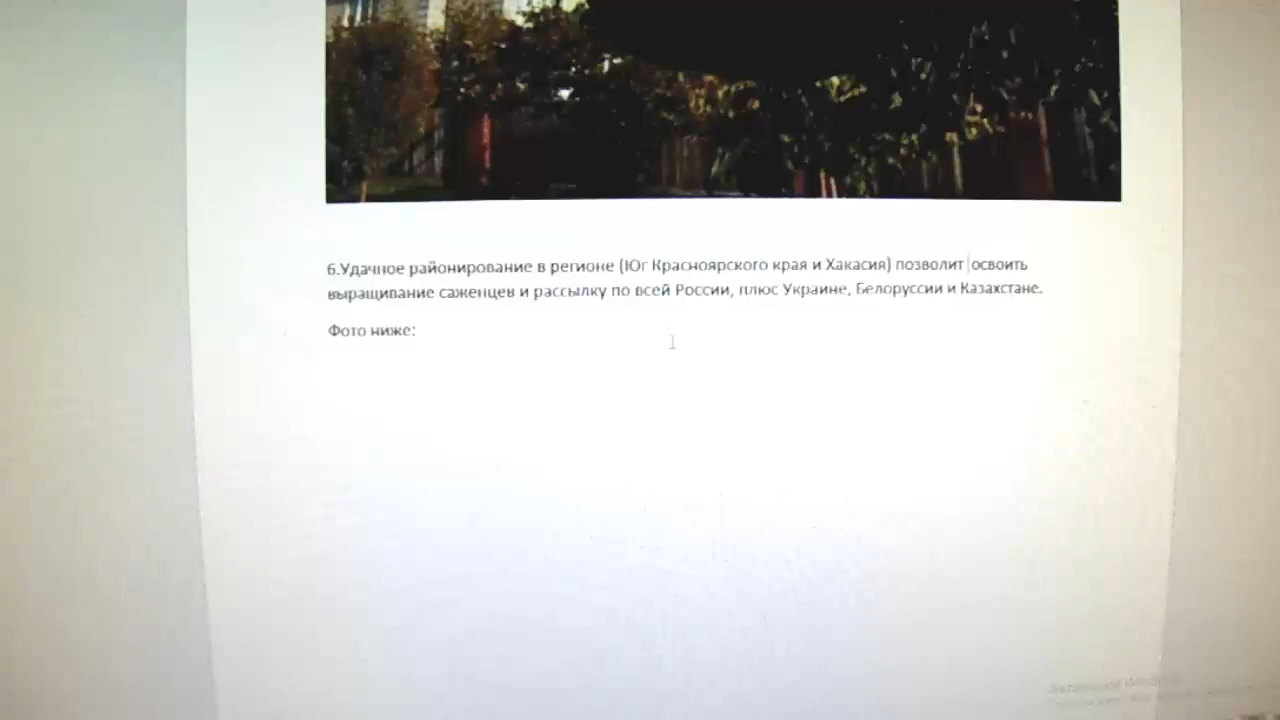 6.Удачное районирование в регионе (Юг Красноярского края и Хакасия) позволит освоить
выращивание саженцев и рассылку по всей России, плюс Украине, Белоруссии и Казахстане.
Фото ниже: